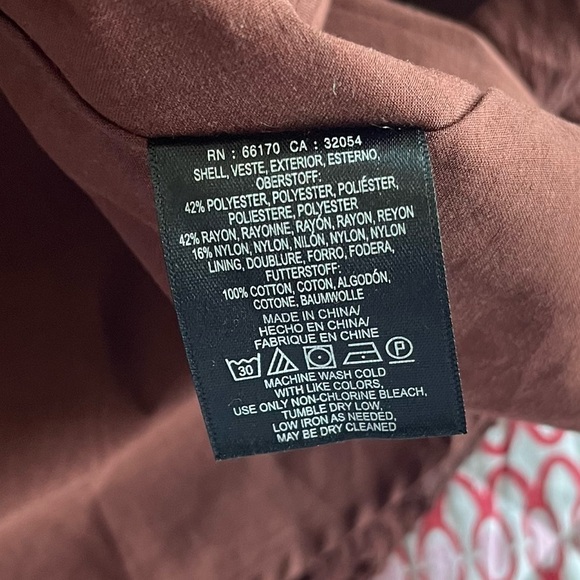 RN : 66170 CA : 32054
SHELL, VESTE, EXTERIOR, ESTERNO,
OBERSTOFF:
42% POLYESTER, POLYESTER, POLIÉSTER,
POLIESTERE, POLYESTER
42% RAYON, RAYONNE, RAYÓN, RAYON, REYON
16% NYLON, NYLON, NILÓN, NYLON, NYLON
LINING, DOUBLURE, FORRO, FODERA,
FUTTERSTOFF:
100% COTTON, COTON, ALGODÓN,
COTONE, BAUMWOLLE
MADE IN CHINA/
HECHO EN CHINA/
FABRIQUE EN CHINE
30 P
MACHINE WASH COLD
WITH LIKE COLORS,
USE ONLY NON-CHLORINE BLEACH,
TUMBLE DRY LOW,
LOW IRON AS NEEDED,
MAY BE DRY CLEANED